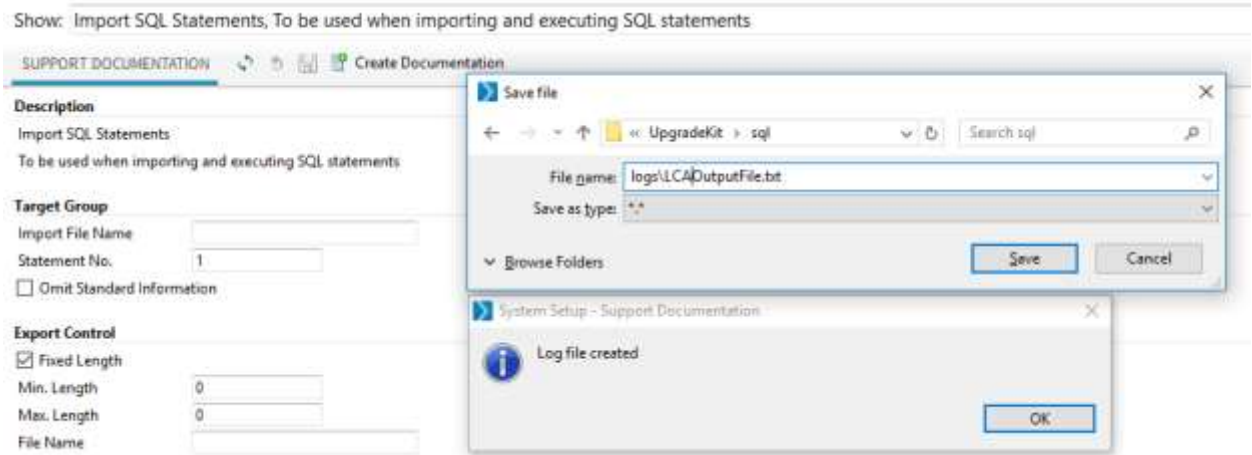 Show: Import SQL Statements, To be used when importing and executing SQL statements
SUPPORT DOCUMENTATION Create Documentation
Description
Import SQL Statements
To be used when importing and executing SQL statements
Target Group
Import File Name
Statement No. 1
Omit Standard Information
Export Control
Fixed Length
Min. Length 0
Max. Length 0
File Name
Save file
« UpgradeKit › sql Search sql
File name: logs\LCAOutputFile.txt
Save as type: *.*
Browse Folders Save Cancel
System Setup - Support Documentation
Log file created
OK